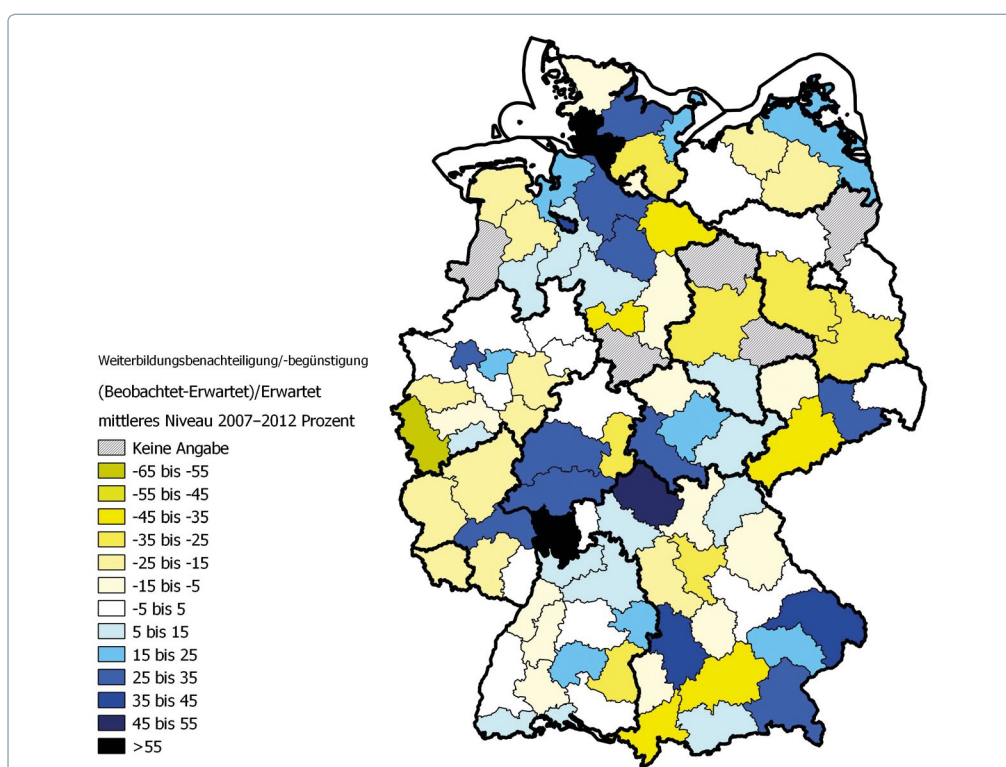 Weiterbildungsbenachteiligung/-begünstigung
(Beobachtet-Erwartet)/Erwartet
mittleres Niveau 2007–2012 Prozent
Keine Angabe
-65 bis -55
-55 bis -45
-45 bis -35
-35 bis -25
-25 bis -15
-15 bis -5
-5 bis 5
5 bis 15
15 bis 25
25 bis 35
35 bis 45
45 bis 55
>55